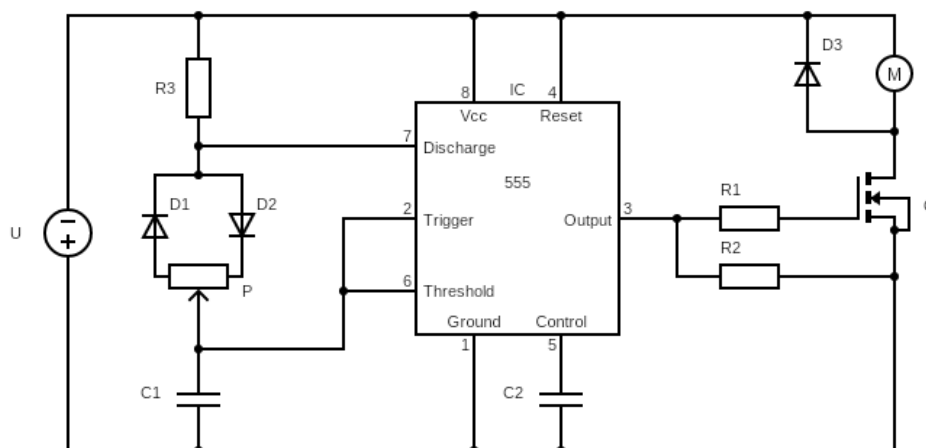 D3
R3
M
8
IC
4
Vcc
Reset
7
Discharge
555
D1
D2
R1
2
Trigger
Output
3
U
−
+
R2
6
Threshold
P
Ground
Control
1
5
C1
C2